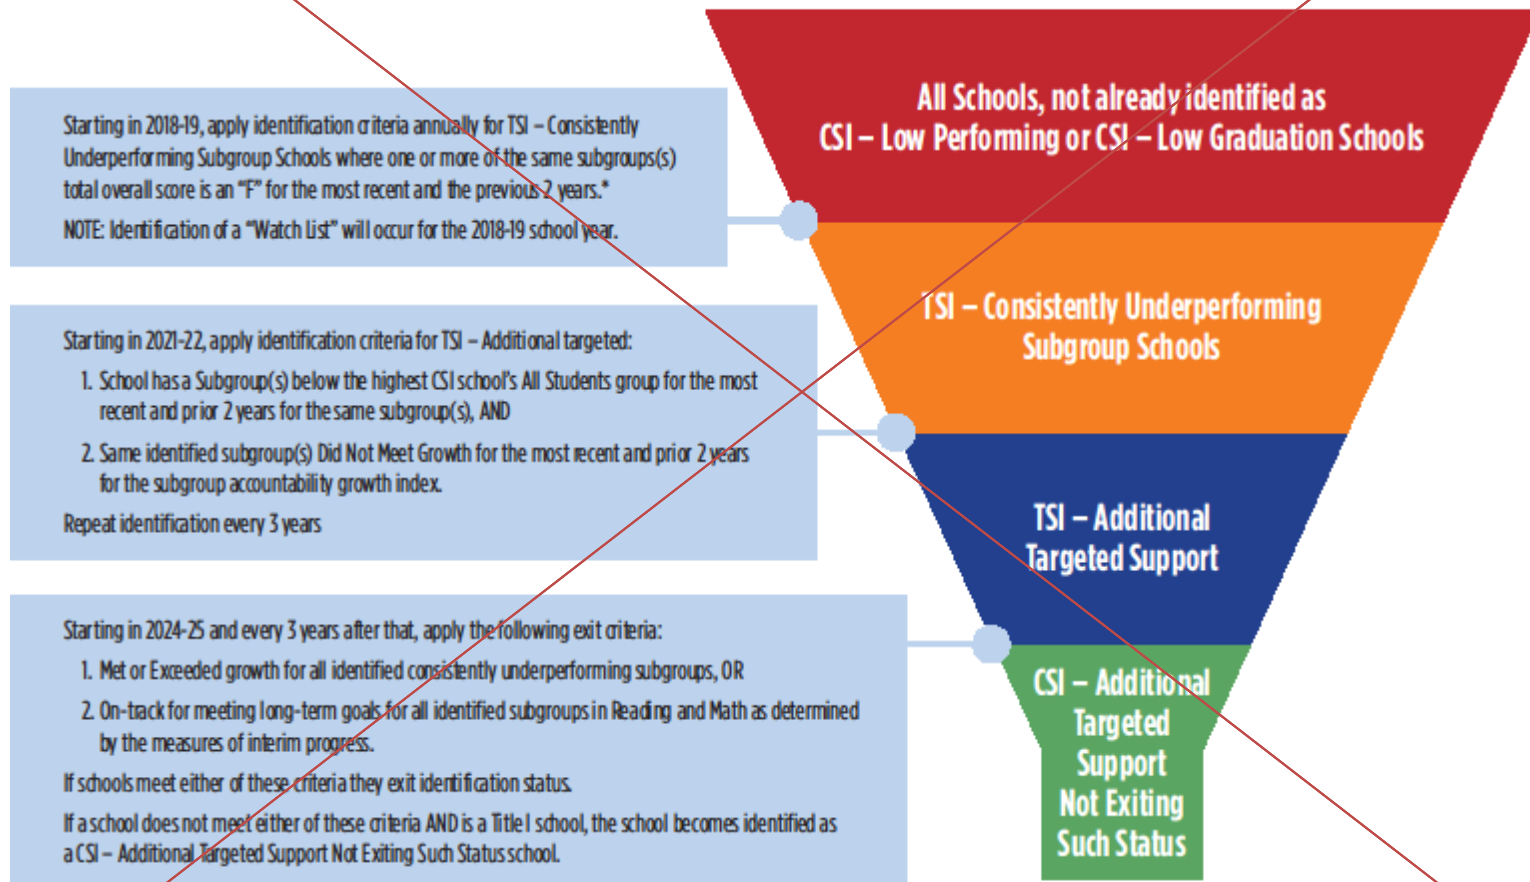 All Schools, not already identified as
CSI – Low Performing or CSI – Low Graduation Schools
Starting in 2018-19, apply identification criteria annually for TSI – Consistently
Underperforming Subgroup Schools where one or more of the same subgroups(s)
total overall score is an “F” for the most recent and the previous 2 years.*
NOTE: Identification of a “Watch List” will occur for the 2018-19 school year.
TSI – Consistently Underperforming
Subgroup Schools
Starting in 2021-22, apply identification criteria for TSI – Additional targeted:
1. School has a Subgroup(s) below the highest CSI school’s All Students group for the most
recent and prior 2 years for the same subgroup(s), AND
2. Same identified subgroup(s) Did Not Meet Growth for the most recent and prior 2 years
for the subgroup accountability growth index.
Repeat identification every 3 years
TSI – Additional
Targeted Support
Starting in 2024-25 and every 3 years after that, apply the following exit criteria:
1. Met or Exceeded growth for all identified consistently underperforming subgroups, OR
2. On-track for meeting long-term goals for all identified subgroups in Reading and Math as determined
by the measures of interim progress.
If schools meet either of these criteria they exit identification status.
If a school does not meet either of these criteria AND is a Title I school, the school becomes identified as
a CSI – Additional Targeted Support Not Exiting Such Status school.
CSI – Additional
Targeted
Support
Not Exiting
Such Status